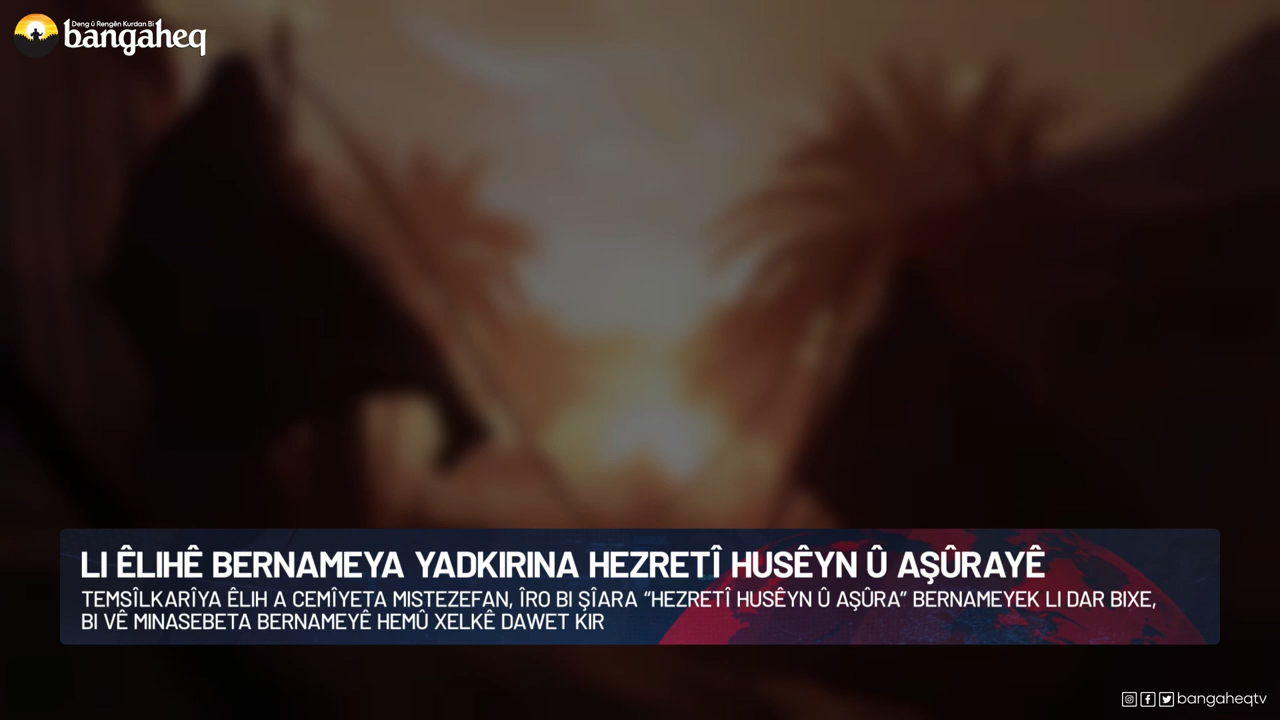 Deng û Rengên Kurdan Bi
bangaheq
LI ÊLIHÊ BERNAMEYA YADKIRINA HEZRETÎ HUSÊYN Û AŞÛRAYÊ
TEMSÎLKARÎYA ÊLIH A CEMÎYETA MISTEZEFAN, ÎRO BI ŞÎARA “HEZRETÎ HUSÊYN Û AŞÛRA” BERNAMEYEK LI DAR BIXE,
BI VÊ MINASEBETA BERNAMEYÊ HEMÛ XELKÊ DAWET KIR
bangaheqtv